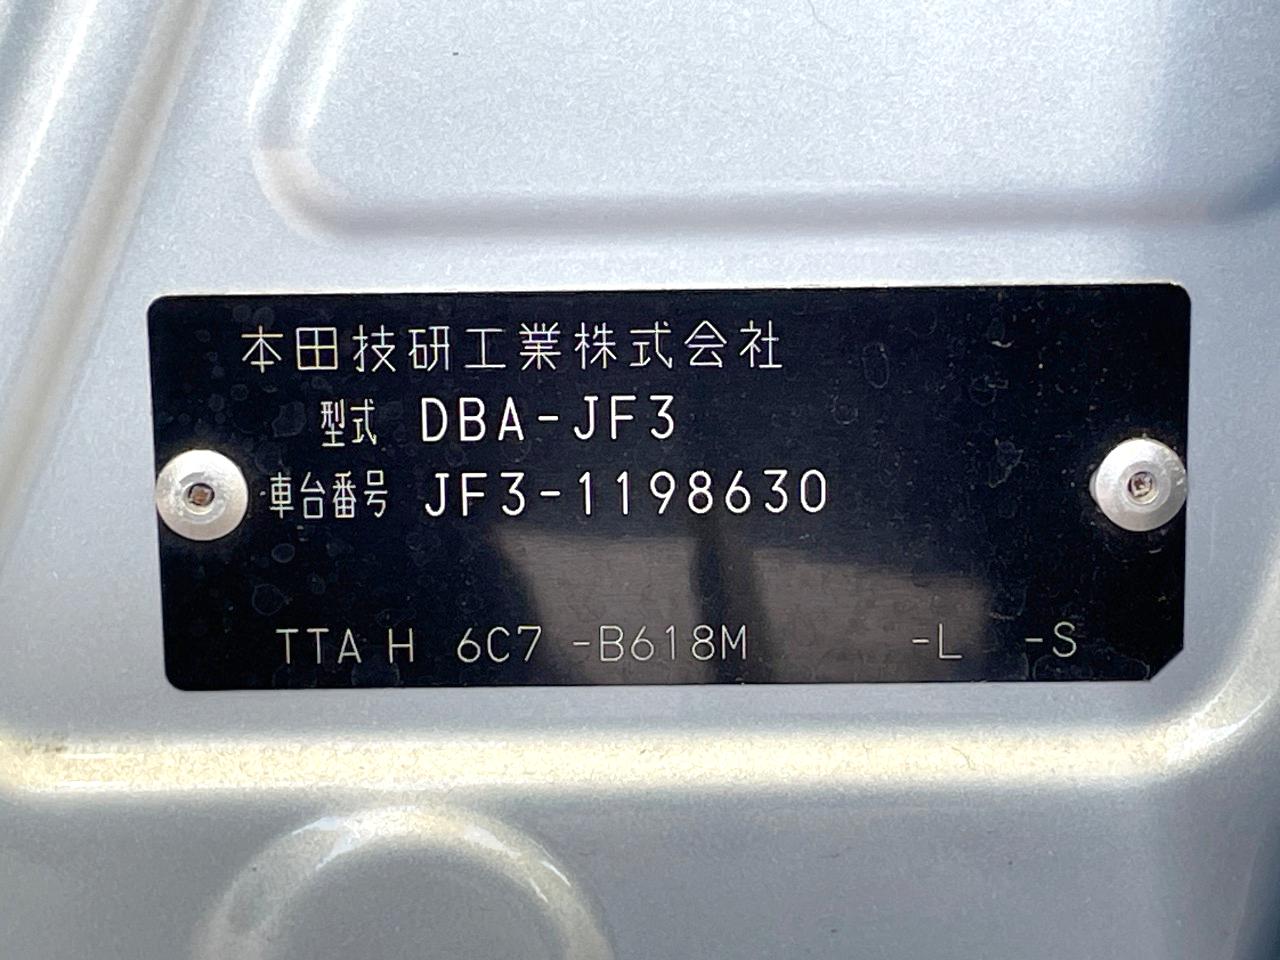 本田技研工業株式会社
型式 DBA-JF3
車台番号 JF3-1198630
TTA H 6C7 -B618M -L -S